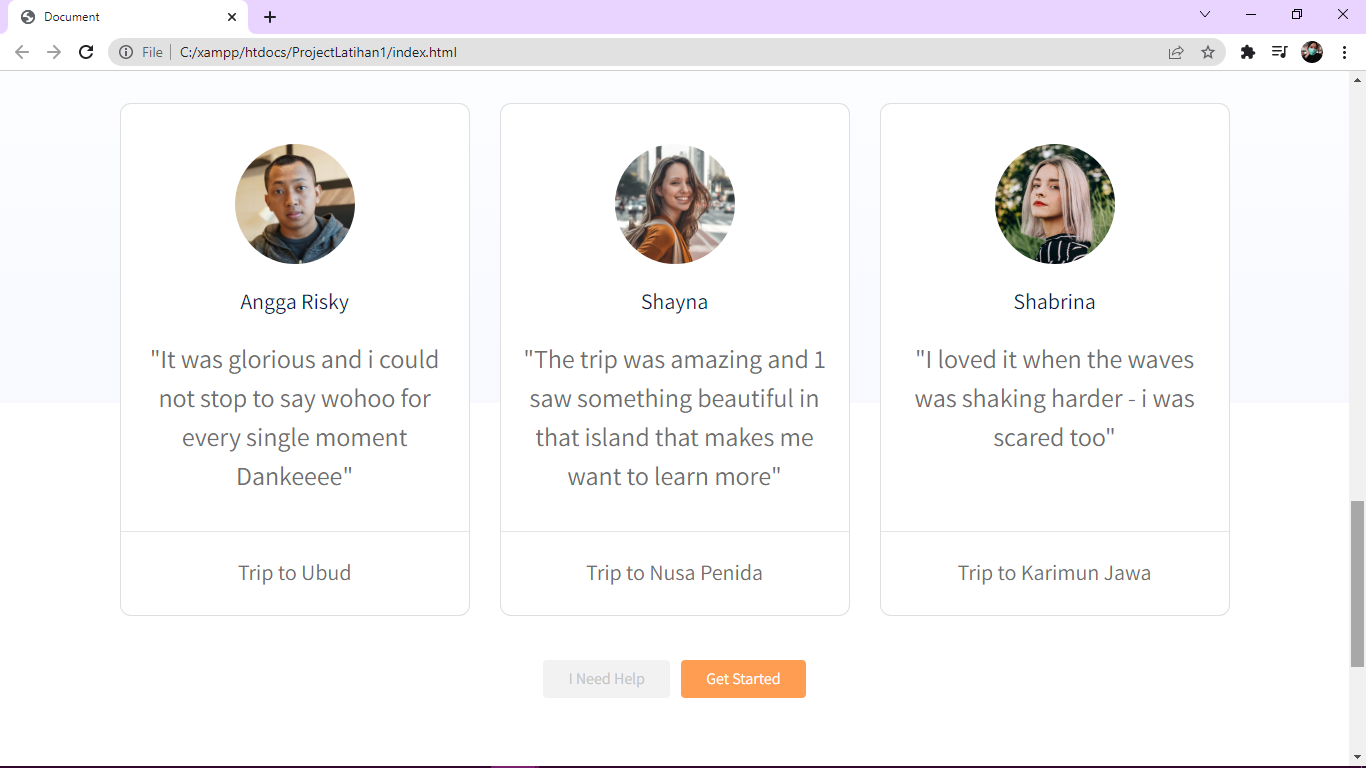 Document
File
C:/xampp/htdocs/ProjectLatihan1/index.html
Angga Risky
"It was glorious and i could
not stop to say wohoo for
every single moment
Dankeeee"
Trip to Ubud
Shayna
"The trip was amazing and 1
saw something beautiful in
that island that makes me
want to learn more"
Trip to Nusa Penida
Shabrina
"I loved it when the waves
was shaking harder - i was
scared too"
Trip to Karimun Jawa
I Need Help
Get Started